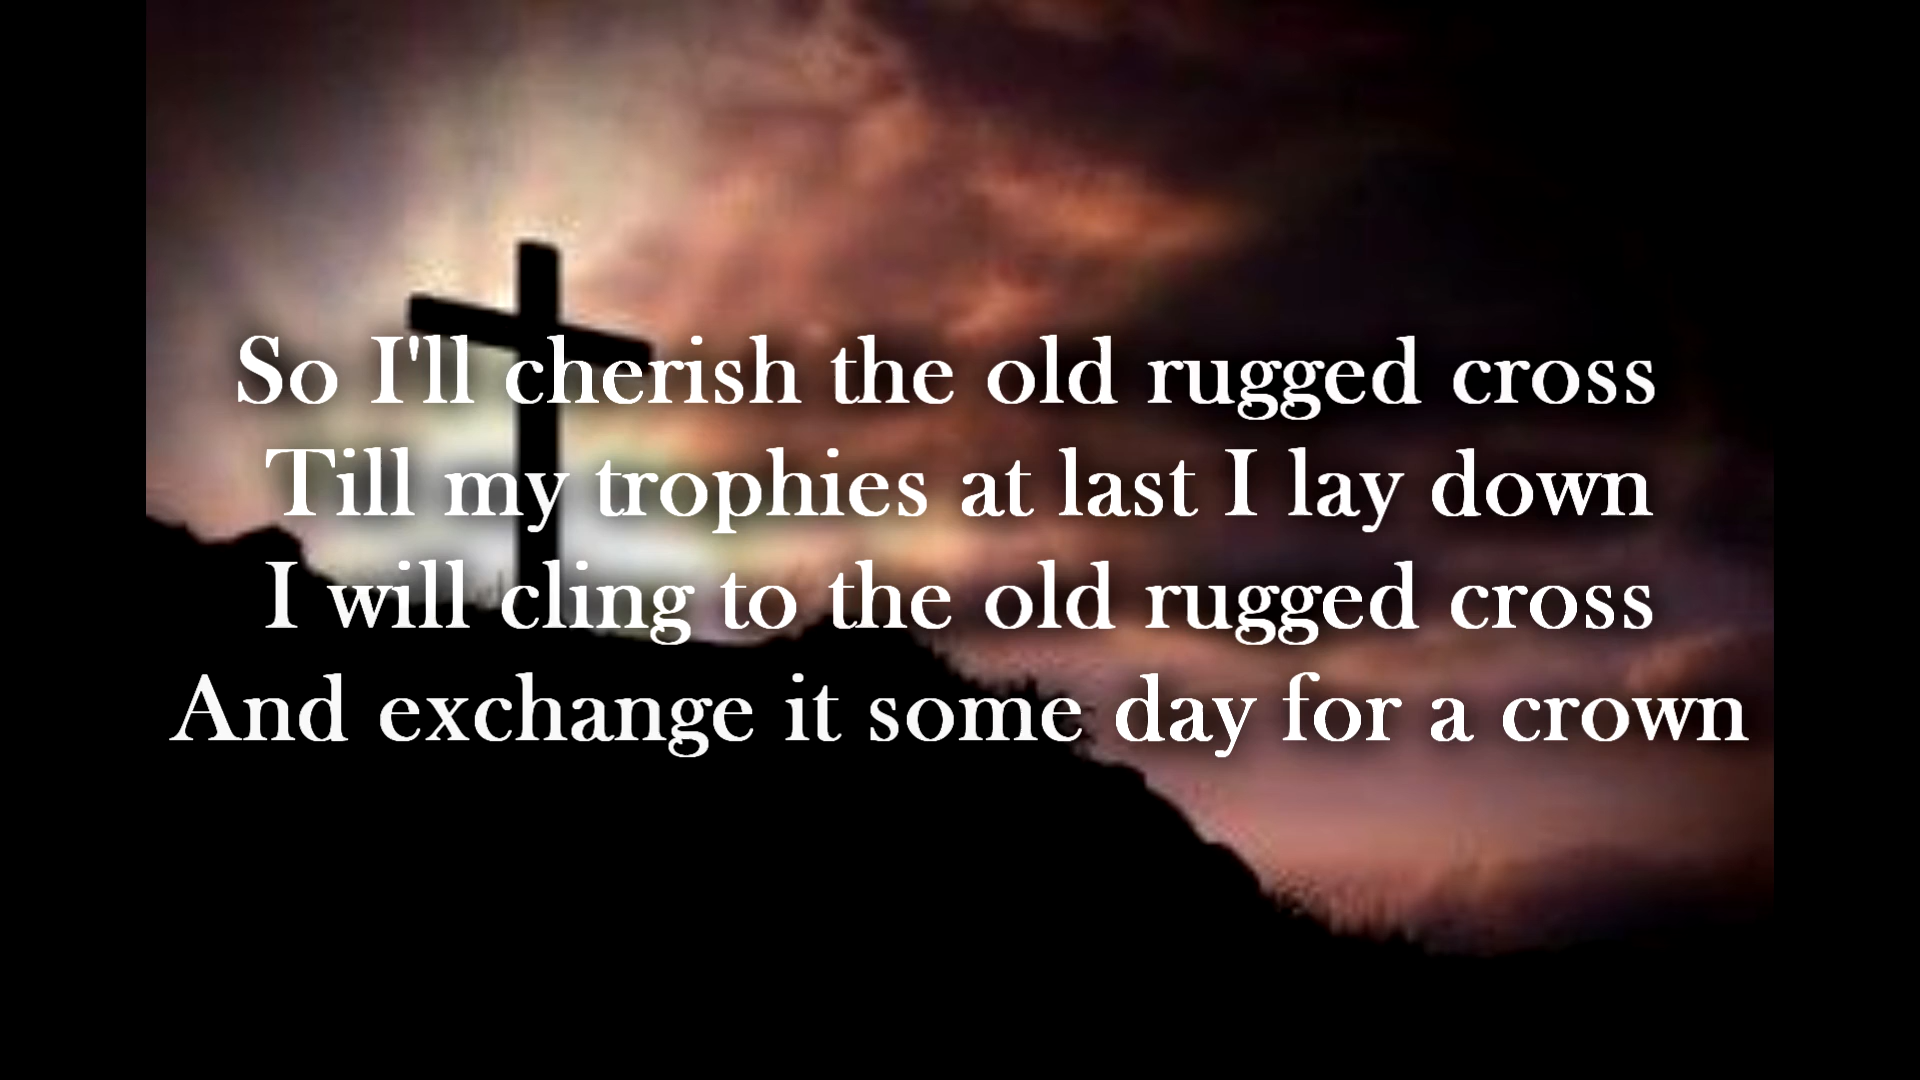 So I'll cherish the old rugged cross
Till my trophies at last I lay down
I will cling to the old rugged cross
And exchange it some day for a crown